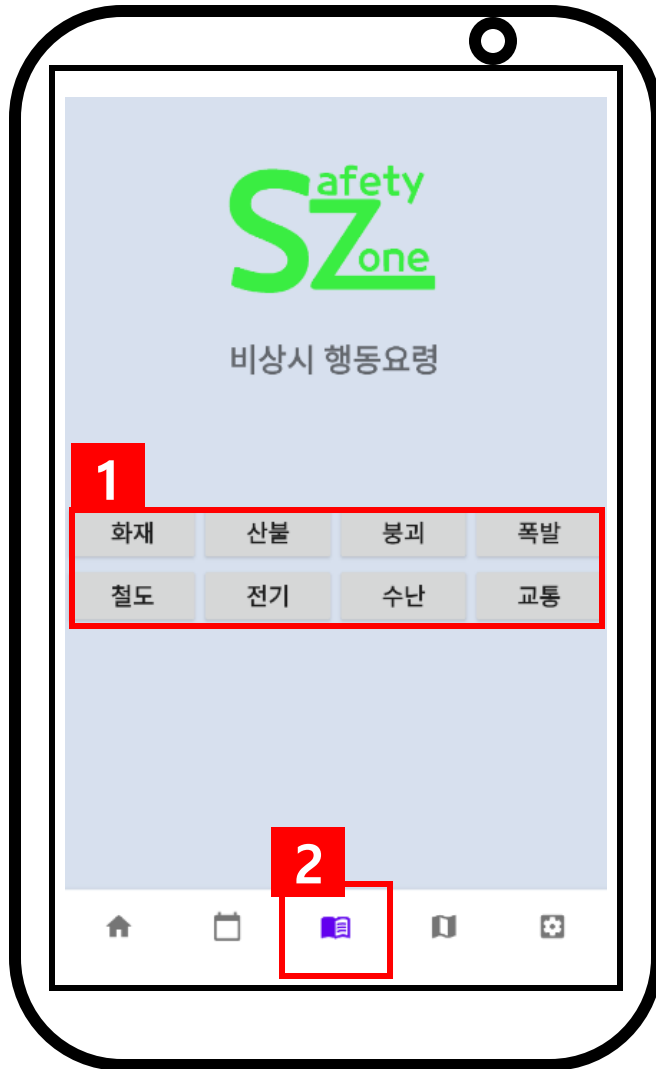 Safety
Zone
비상시 행동요령
1
화재 산불 붕괴 폭발
철도 전기 수난 교통
2